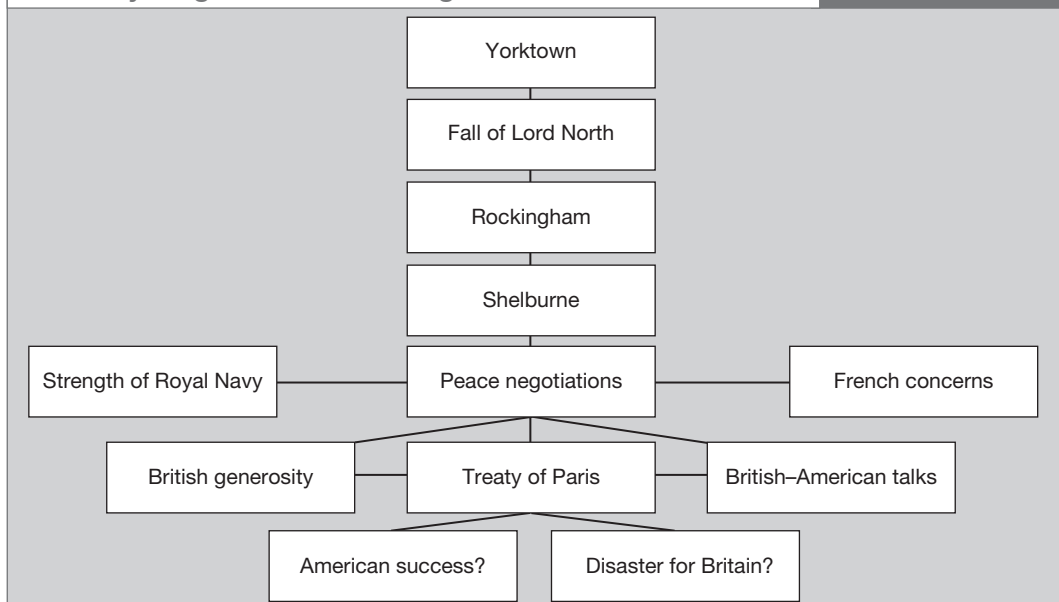 Yorktown
Fall of Lord North
Rockingham
Shelburne
Strength of Royal Navy
Peace negotiations
French concerns
British generosity
Treaty of Paris
British–American talks
American success?
Disaster for Britain?